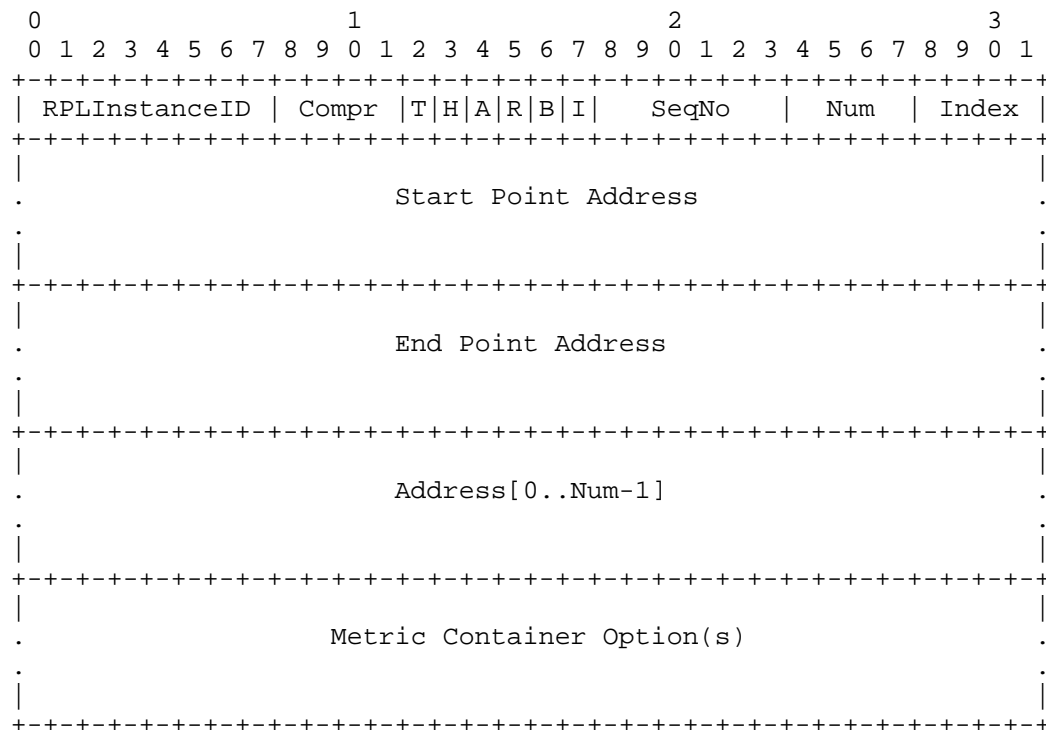 0                   1                   2                   3
 0 1 2 3 4 5 6 7 8 9 0 1 2 3 4 5 6 7 8 9 0 1 2 3 4 5 6 7 8 9 0 1
+-+-+-+-+-+-+-+-+-+-+-+-+-+-+-+-+-+-+-+-+-+-+-+-+-+-+-+-+-+-+-+-+
| RPLInstanceID | Compr |T|H|A|R|B|I|   SeqNo   |  Num  | Index |
+-+-+-+-+-+-+-+-+-+-+-+-+-+-+-+-+-+-+-+-+-+-+-+-+-+-+-+-+-+-+-+-+
|                                                               |
.                       Start Point Address                     .
.                                                               .
|                                                               |
+-+-+-+-+-+-+-+-+-+-+-+-+-+-+-+-+-+-+-+-+-+-+-+-+-+-+-+-+-+-+-+-+
|                                                               |
.                       End Point Address                       .
.                                                               .
|                                                               |
+-+-+-+-+-+-+-+-+-+-+-+-+-+-+-+-+-+-+-+-+-+-+-+-+-+-+-+-+-+-+-+-+
|                                                               |
.                       Address[0..Num-1]                       .
.                                                               .
|                                                               |
+-+-+-+-+-+-+-+-+-+-+-+-+-+-+-+-+-+-+-+-+-+-+-+-+-+-+-+-+-+-+-+-+
|                                                               |
.                   Metric Container Option(s)                  .
.                                                               .
|                                                               |
+-+-+-+-+-+-+-+-+-+-+-+-+-+-+-+-+-+-+-+-+-+-+-+-+-+-+-+-+-+-+-+-+